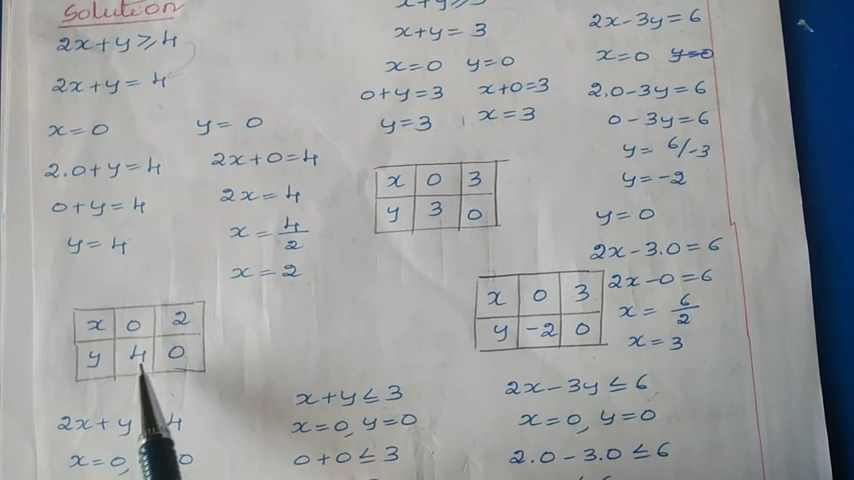 Solution
2x+y≥4
2x+y=4
x=0 y=0
2.0+y=4 2x+0=4
0+y=4 2x=4
y=4 x=4/2
x=2
x 0 2
y 4 0
2x+y 4
x=0, 0
x+y=3
x=0 y=0
0+y=3 x+0=3
y=3 x=3
x 0 3
y 3 0
x+y≤3
x=0, y=0
0+0≤3
2x-3y=6
x=0 y=0
2.0-3y=6
0-3y=6
y=6/-3
y=-2
y=0
2x-3.0=6
2x-0=6
x=6/2
x=3
x 0 3
y -2 0
2x-3y≤6
x=0, y=0
2.0-3.0≤6